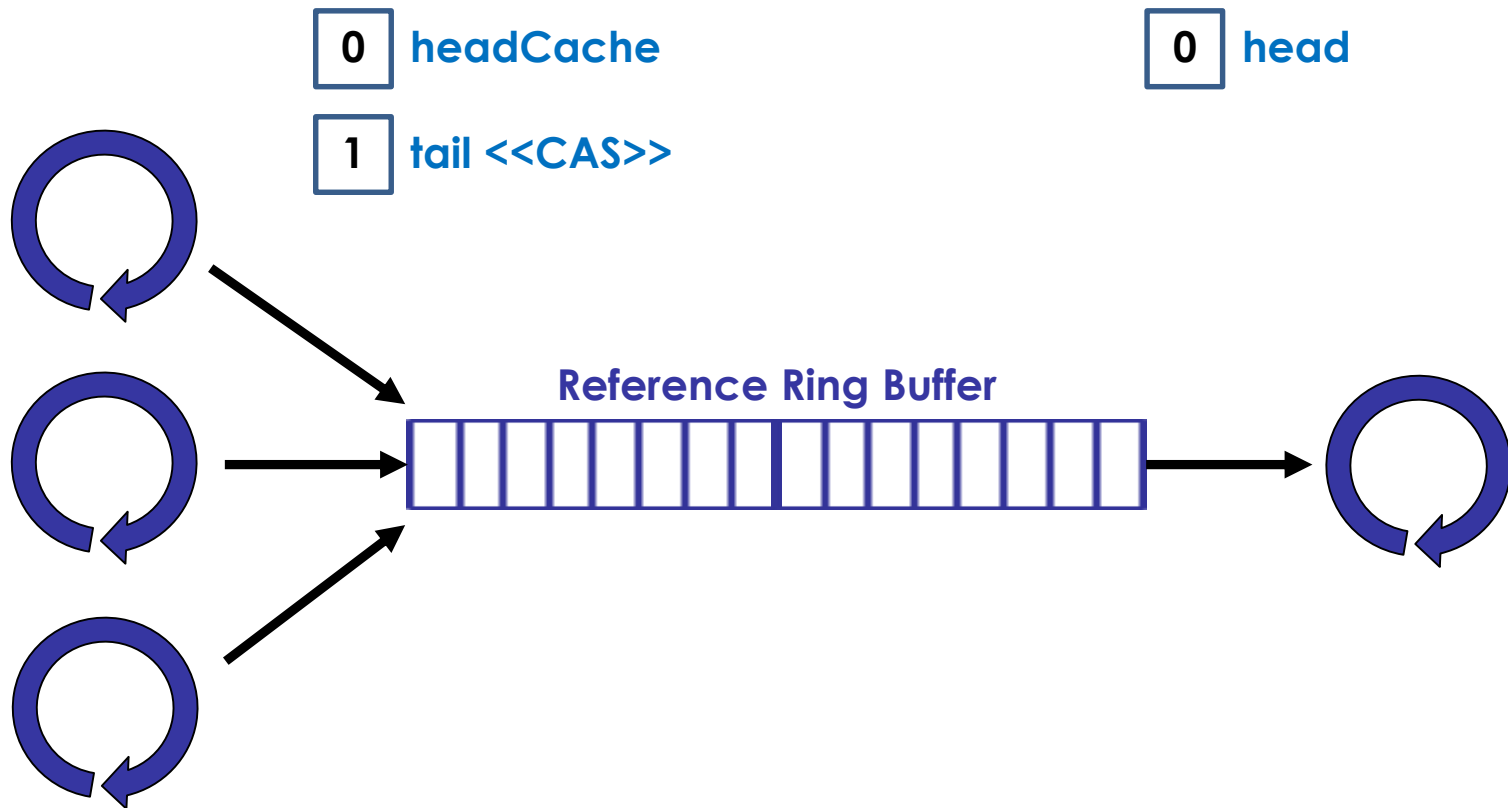 0 headCache
0 head
1 tail <<CAS>>
Reference Ring Buffer